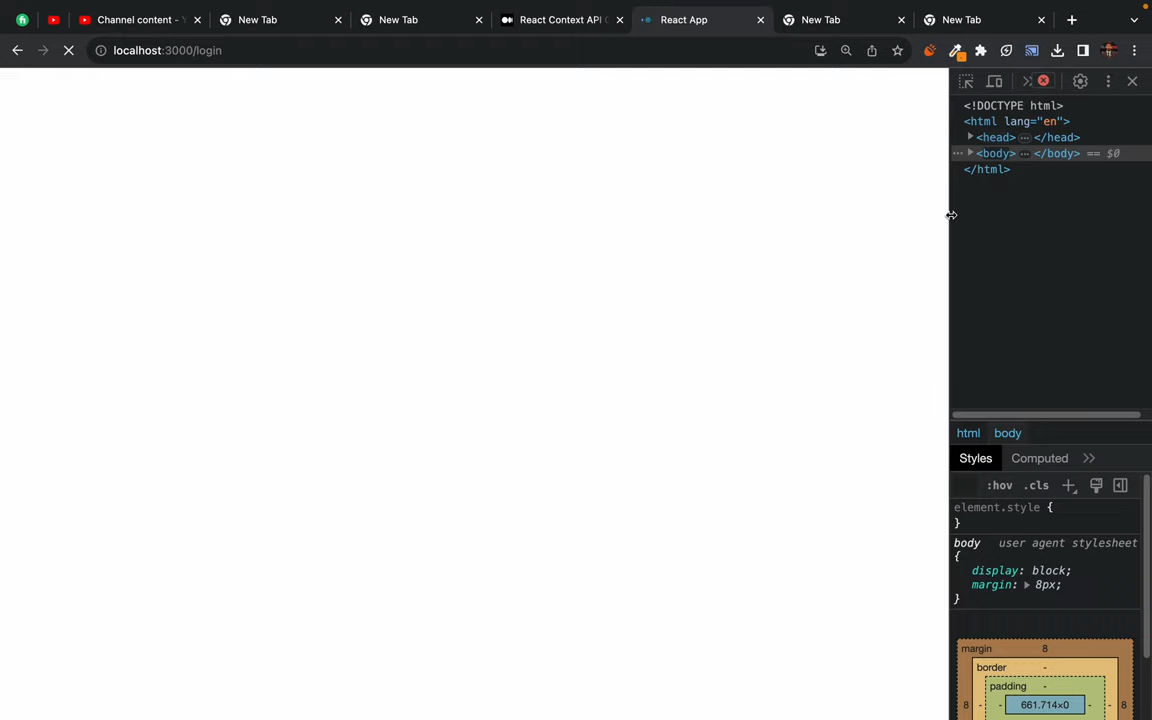 Channel content - Y
New Tab
New Tab
React Context API C
React App
New Tab
New Tab
localhost:3000/login
<!DOCTYPE html>
<html lang="en">
<head> … </head>
<body> … </body> == $0
</html>
html body
Styles Computed
:hov .cls
element.style {
}
body user agent stylesheet
{
display: block;
margin: 8px;
}
margin 8
border -
padding -
8 - - 661.714×0 - - 8